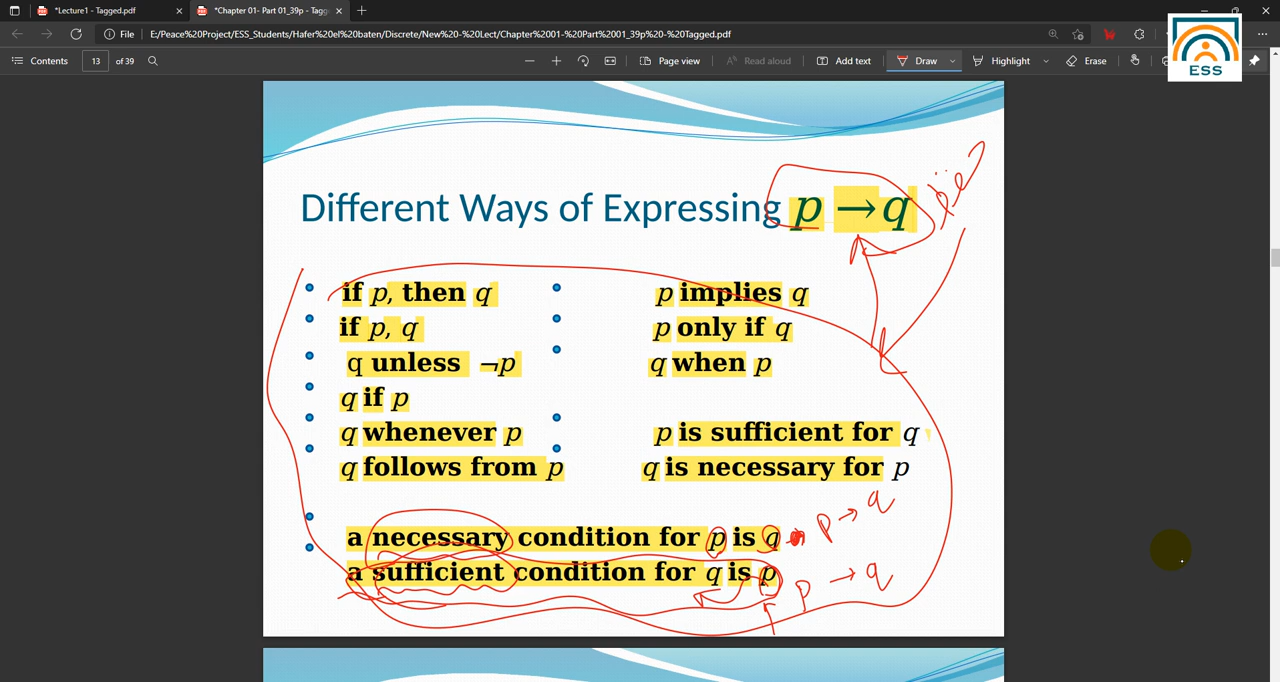 *Lecture1 - Tagged.pdf
*Chapter 01- Part 01_39p - Tagg
File
E:/Peace%20Project/ESS_Students/Hafer%20el%20baten/Discrete/New%20-%20Lect/Chapter%2001-%20Part%2001_39p%20-%20Tagged.pdf
Contents
13 of 39
Page view
Read aloud
Add text
Draw
Highlight
Erase
ESS
Different Ways of Expressing p → q
if p, then q
p implies q
if p, q
p only if q
q unless ¬p
q when p
q if p
q whenever p
p is sufficient for q
q follows from p
q is necessary for p
a necessary condition for p is q
p → q
a sufficient condition for q is p
p → q